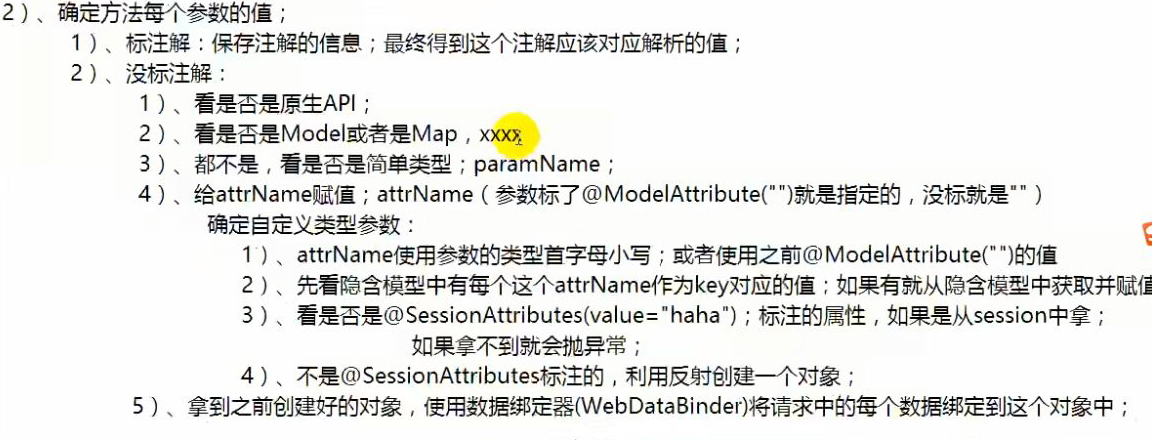 2）、确定方法每个参数的值；
1）、标注解：保存注解的信息；最终得到这个注解应该对应解析的值；
2）、没标注解：
1）、看是否是原生API；
2）、看是否是Model或者是Map，xxxx
3）、都不是，看是否是简单类型；paramName；
4）、给attrName赋值；attrName（参数标了@ModelAttribute("")就是指定的，没标就是""）
确定自定义类型参数：
1）、attrName使用参数的类型首字母小写；或者使用之前@ModelAttribute("")的值
2）、先看隐含模型中有每个这个attrName作为key对应的值；如果有就从隐含模型中获取并赋值
3）、看是否是@SessionAttributes(value="haha")；标注的属性，如果是从session中拿；
如果拿不到就会抛异常；
4）、不是@SessionAttributes标注的，利用反射创建一个对象；
5）、拿到之前创建好的对象，使用数据绑定器(WebDataBinder)将请求中的每个数据绑定到这个对象中；